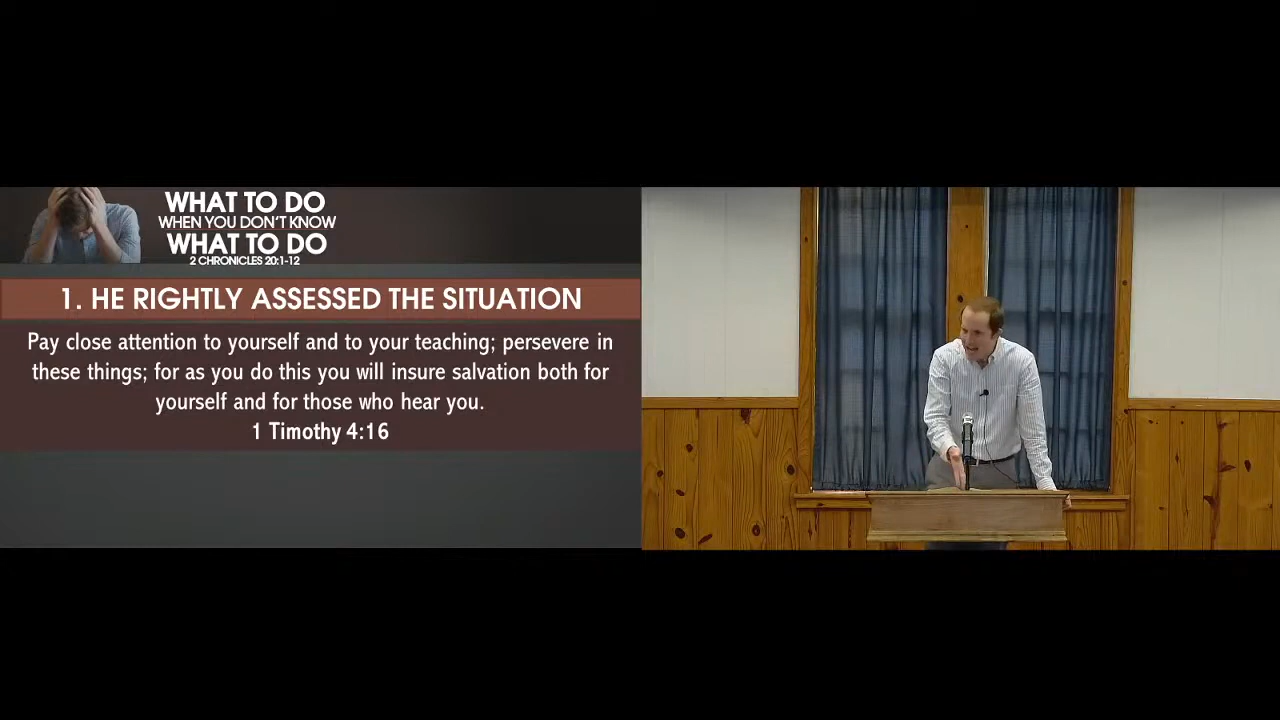 WHAT TO DO
WHEN YOU DON'T KNOW
WHAT TO DO
2 CHRONICLES 20:1-12
1. HE RIGHTLY ASSESSED THE SITUATION
Pay close attention to yourself and to your teaching; persevere in
these things; for as you do this you will insure salvation both for
yourself and for those who hear you.
1 Timothy 4:16